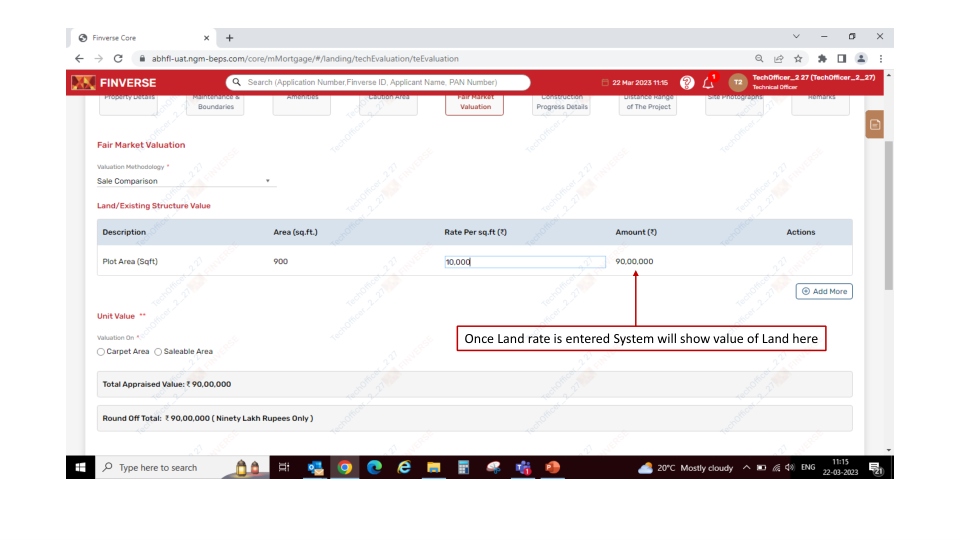 Finverse Core
abhfl-uat.ngm-beps.com/core/mMortgage/#/landing/techEvaluation/teEvaluation
FINVERSE
Search (Application Number,Finverse ID, Applicant Name, PAN Number)
22 Mar 2023 11:15
1
T2
TechOfficer_2 27 (TechOfficer_2_27)
Technical Officer
Property Details
Maintenance & Boundaries
Amenities
Caution Area
Fair Market Valuation
Construction Progress Details
Distance Range of The Project
Site Photographs
Remarks
Fair Market Valuation
Valuation Methodology *
Sale Comparison
Land/Existing Structure Value
Description Area (sq.ft.) Rate Per sq.ft (₹) Amount (₹) Actions
Plot Area (Sqft) 900 10,000 90,00,000
Add More
Unit Value **
Valuation On *
Once Land rate is entered System will show value of Land here
Carpet Area Saleable Area
Total Appraised Value: ₹ 90,00,000
Round Off Total: ₹ 90,00,000 ( Ninety Lakh Rupees Only )
Type here to search
20°C Mostly cloudy
ENG
11:15
22-03-2023
21